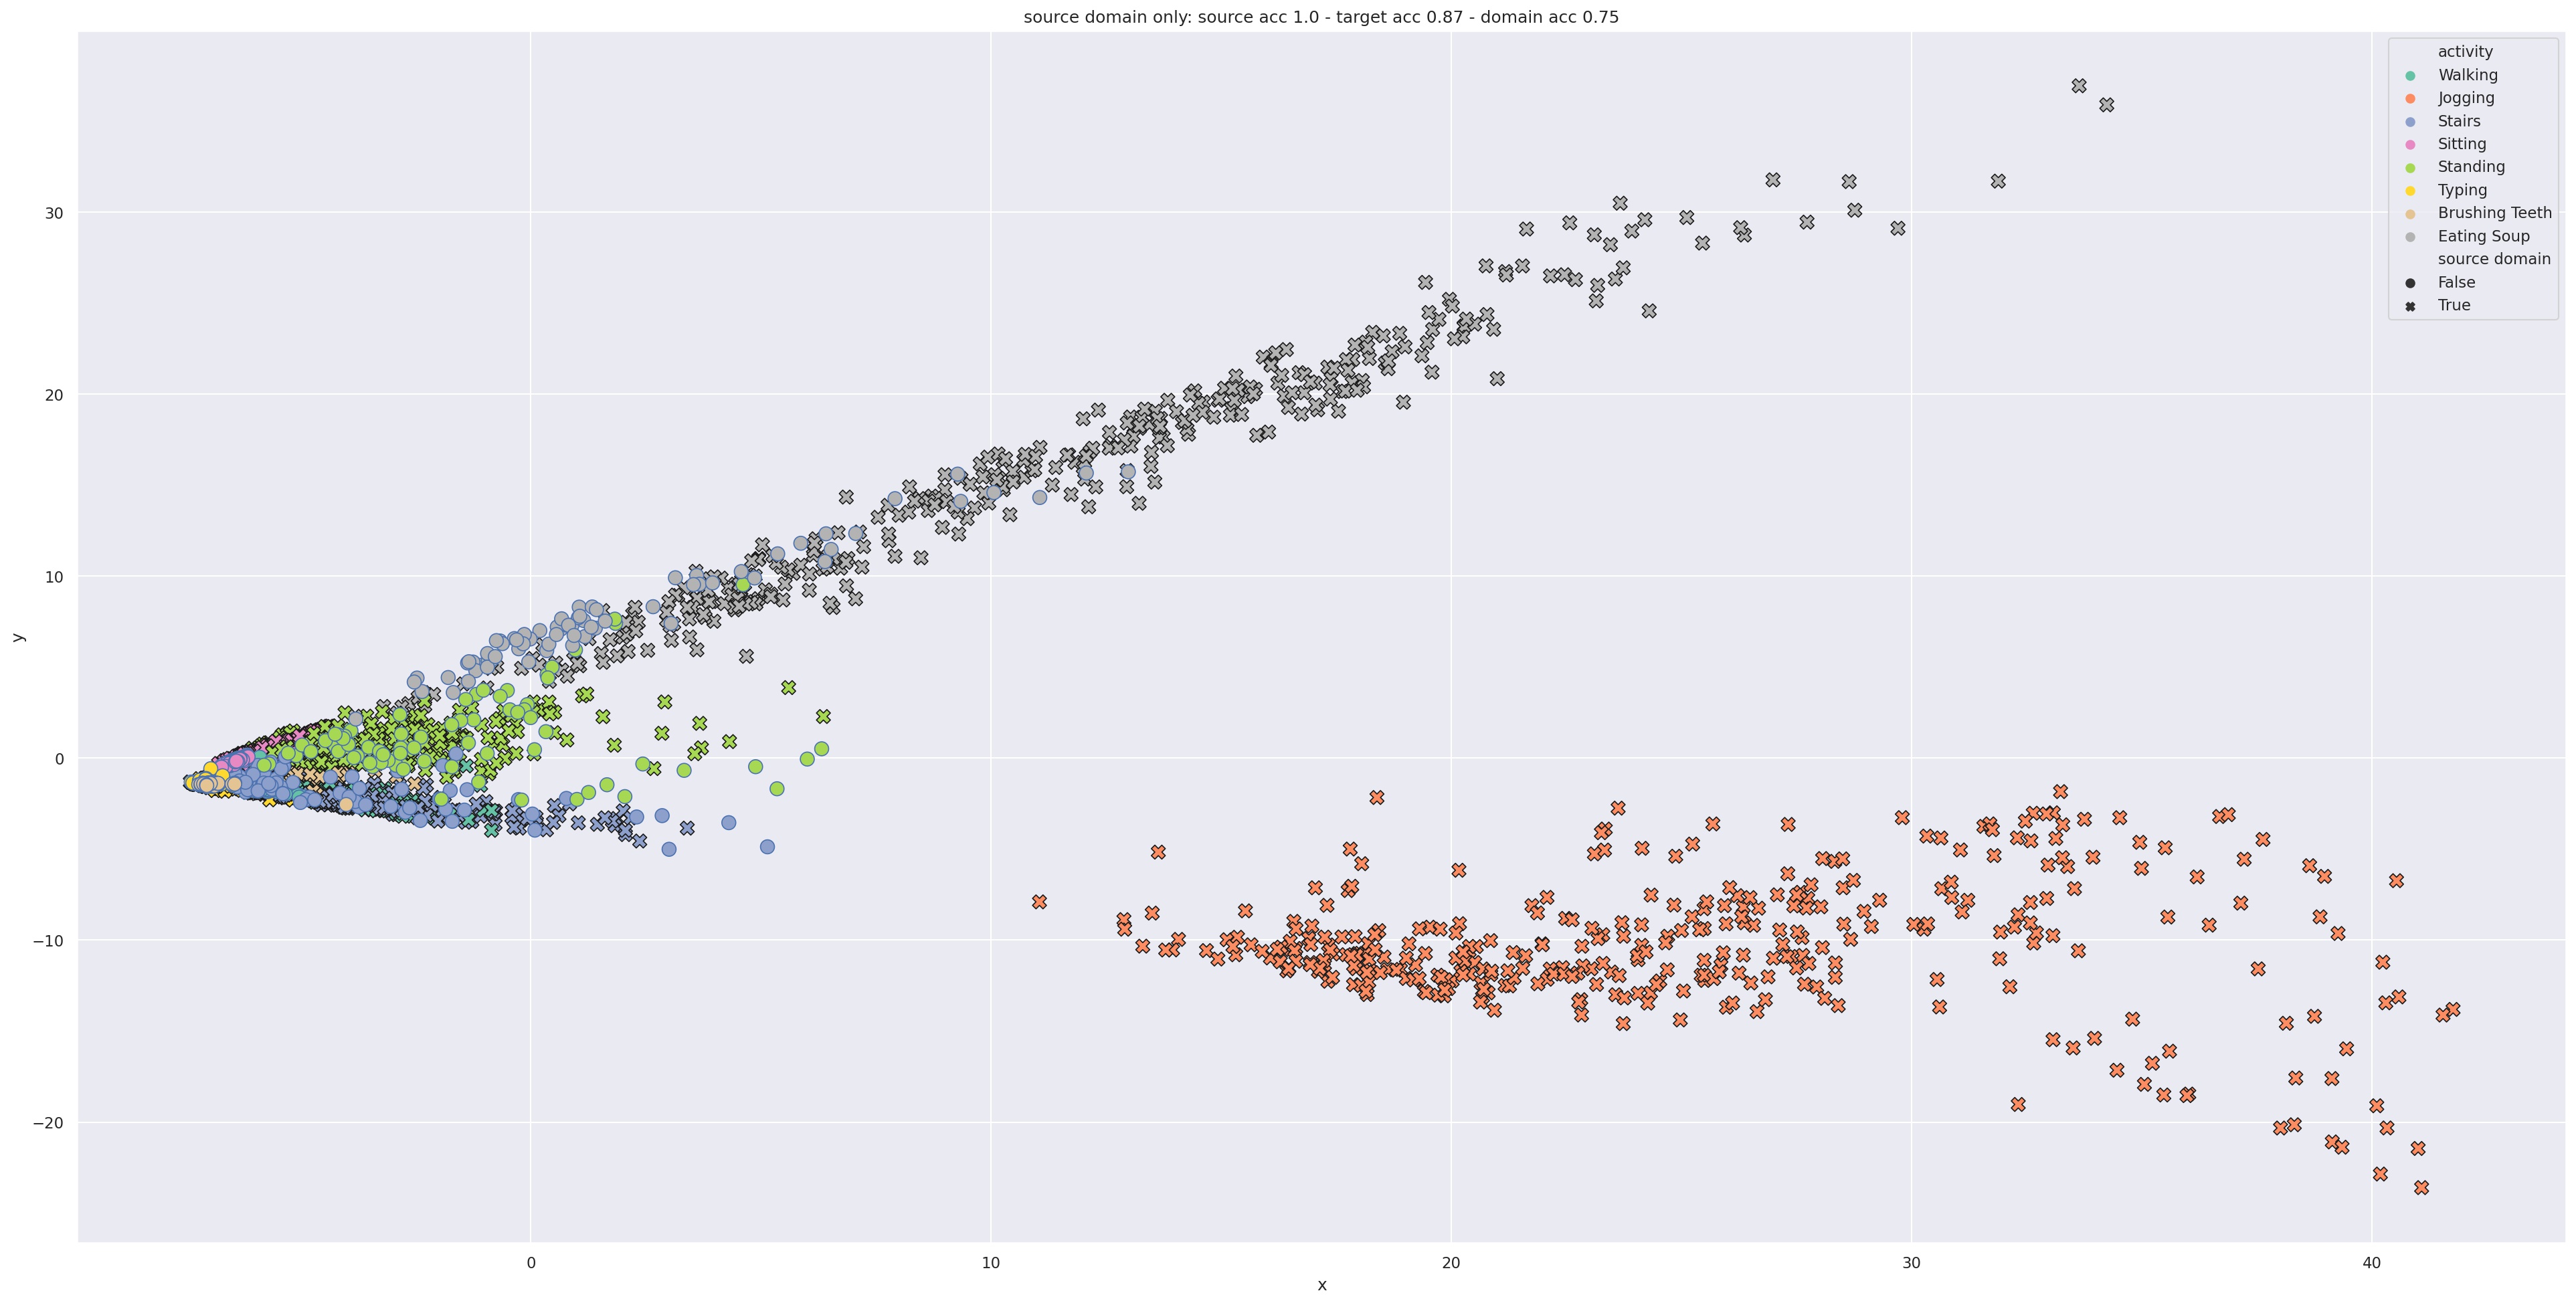 source domain only: source acc 1.0 - target acc 0.87 - domain acc 0.75
activity
Walking
Jogging
Stairs
Sitting
Standing
Typing
Brushing Teeth
Eating Soup
source domain
False
True
30
20
10
0
−10
−20
y
0
10
20
30
40
x